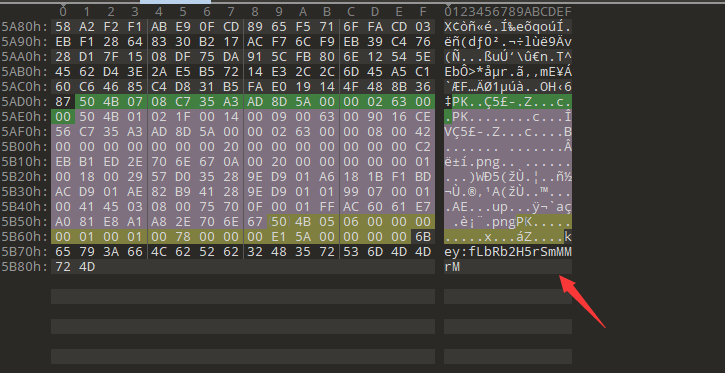 0 1 2 3 4 5 6 7 8 9 A B C D E F 0123456789ABCDEF
5A80h: 58 A2 F2 F1 AB E9 0F CD 89 65 F5 71 6F FA CD 03 X¢òñ«é.Í‰eõqoúÍ.
5A90h: EB F1 28 64 83 30 B2 17 AC F7 6C F9 EB 39 C4 76 ëñ(dƒ0².¬÷lùë9Äv
5AA0h: 28 D1 7F 15 08 DF 75 DA 91 5C FB 80 6E 12 54 5E (Ñ...ßuÚ‘\û€n.T^
5AB0h: 45 62 D4 3E 2A E5 B5 72 14 E3 2C 2C 6D 45 A5 C1 EbÔ>*åµr.ã,,mE¥Á
5AC0h: 60 C6 46 85 C4 D8 31 B5 FA E0 19 14 4F 48 8B 36 `ÆF…ÄØ1µúà..OH‹6
5AD0h: 87 50 4B 07 08 C7 35 A3 AD 8D 5A 00 00 02 63 00 ‡PK..Ç5£-.Z...c.
5AE0h: 00 50 4B 01 02 1F 00 14 00 09 00 63 00 90 16 CE .PK........c...Î
5AF0h: 56 C7 35 A3 AD 8D 5A 00 00 02 63 00 00 08 00 42 VÇ5£-.Z...c....B
5B00h: 00 00 00 00 00 00 20 00 00 00 00 00 00 00 C2 ...... ........Â
5B10h: EB B1 ED 2E 70 6E 67 0A 00 20 00 00 00 00 00 01 ë±í.png.. ......
5B20h: 00 18 00 29 57 D0 35 28 9E D9 01 A6 18 1B F1 BD ...)WÐ5(žÙ.¦..ñ½
5B30h: AC D9 01 AE 82 B9 41 28 9E D9 01 01 99 07 00 01 ¬Ù.®‚¹A(žÙ..™...
5B40h: 00 41 45 03 08 00 75 70 0F 00 01 FF AC 60 61 E7 .AE...up...ÿ¬`aç
5B50h: A0 81 E8 A1 A8 2E 70 6E 67 50 4B 05 06 00 00 00 ..è¡¨.pngPK.....
5B60h: 00 01 00 01 00 78 00 00 00 E1 5A 00 00 00 00 6B .....x...áZ....k
5B70h: 65 79 3A 66 4C 62 52 62 32 48 35 72 53 6D 4D 4D ey:fLbRb2H5rSmMM
5B80h: 72 4D rM